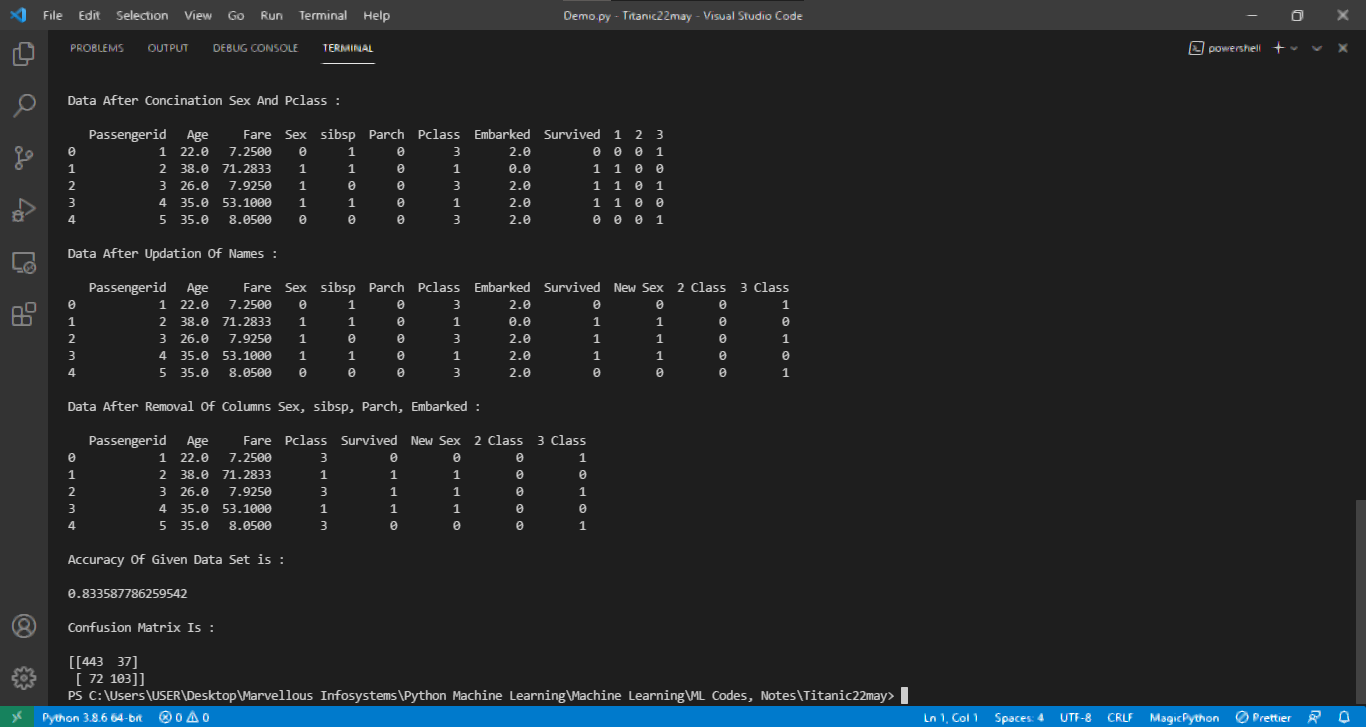 File Edit Selection View Go Run Terminal Help Demo.py - Titanic22may - Visual Studio Code
PROBLEMS OUTPUT DEBUG CONSOLE TERMINAL powershell
Data After Concination Sex And Pclass :
Passengerid Age Fare Sex sibsp Parch Pclass Embarked Survived 1 2 3
0 1 22.0 7.2500 0 1 0 3 2.0 0 0 0 1
1 2 38.0 71.2833 1 1 0 1 0.0 1 1 0 0
2 3 26.0 7.9250 1 0 0 3 2.0 1 1 0 1
3 4 35.0 53.1000 1 1 0 1 2.0 1 1 0 0
4 5 35.0 8.0500 0 0 0 3 2.0 0 0 0 1
Data After Updation Of Names :
Passengerid Age Fare Sex sibsp Parch Pclass Embarked Survived New Sex 2 Class 3 Class
0 1 22.0 7.2500 0 1 0 3 2.0 0 0 0 1
1 2 38.0 71.2833 1 1 0 1 0.0 1 1 0 0
2 3 26.0 7.9250 1 0 0 3 2.0 1 1 0 1
3 4 35.0 53.1000 1 1 0 1 2.0 1 1 0 0
4 5 35.0 8.0500 0 0 0 3 2.0 0 0 0 1
Data After Removal Of Columns Sex, sibsp, Parch, Embarked :
Passengerid Age Fare Pclass Survived New Sex 2 Class 3 Class
0 1 22.0 7.2500 3 0 0 0 1
1 2 38.0 71.2833 1 1 1 0 0
2 3 26.0 7.9250 3 1 1 0 1
3 4 35.0 53.1000 1 1 1 0 0
4 5 35.0 8.0500 3 0 0 0 1
Accuracy Of Given Data Set is :
0.833587786259542
Confusion Matrix Is :
[[443 37]
[ 72 103]]
PS C:\Users\USER\Desktop\Marvellous Infosystems\Python Machine Learning\Machine Learning\ML Codes, Notes\Titanic22may>
Python 3.8.6 64-bit 0 0 Ln 1, Col 1 Spaces: 4 UTF-8 CRLF MagicPython Prettier